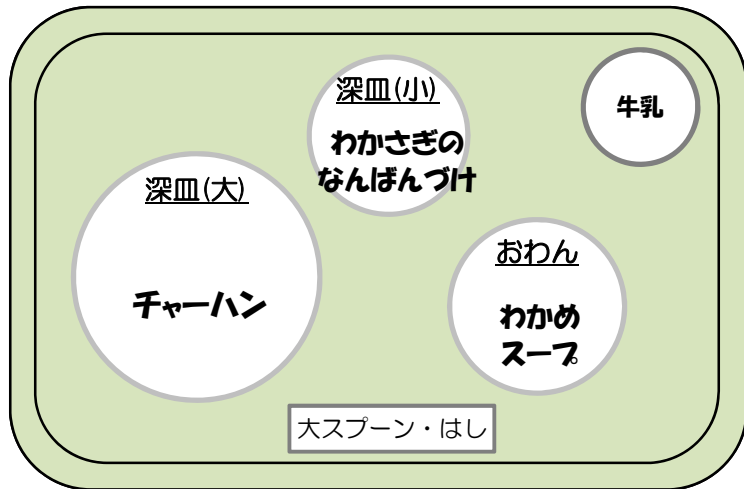 深皿(小)
わかさぎの
なんばんづけ
牛乳
深皿(大)
チャーハン
おわん
わかめ
スープ
大スプーン・はし